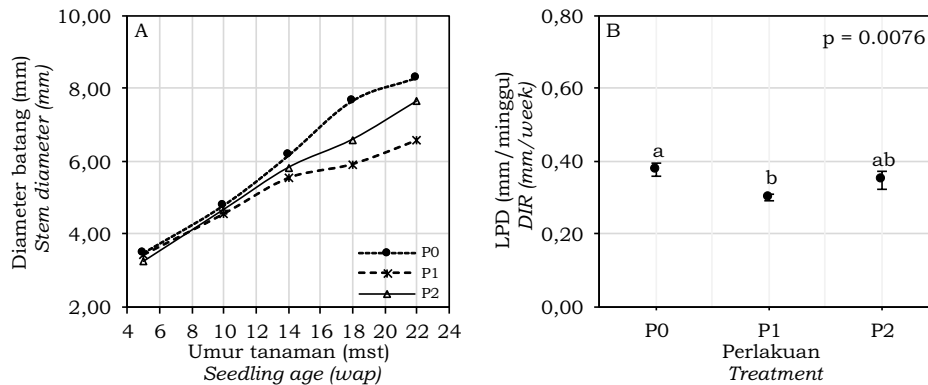 A
Diameter batang (mm)
Stem diameter (mm)
10,00
8,00
6,00
4,00
2,00
P0
P1
P2
4 6 8 10 12 14 16 18 20 22 24
Umur tanaman (mst)
Seedling age (wap)
B
p = 0.0076
LPD (mm/minggu)
DIR (mm/week)
0,80
0,60
0,40
0,20
0,00
a
b
ab
P0 P1 P2
Perlakuan
Treatment